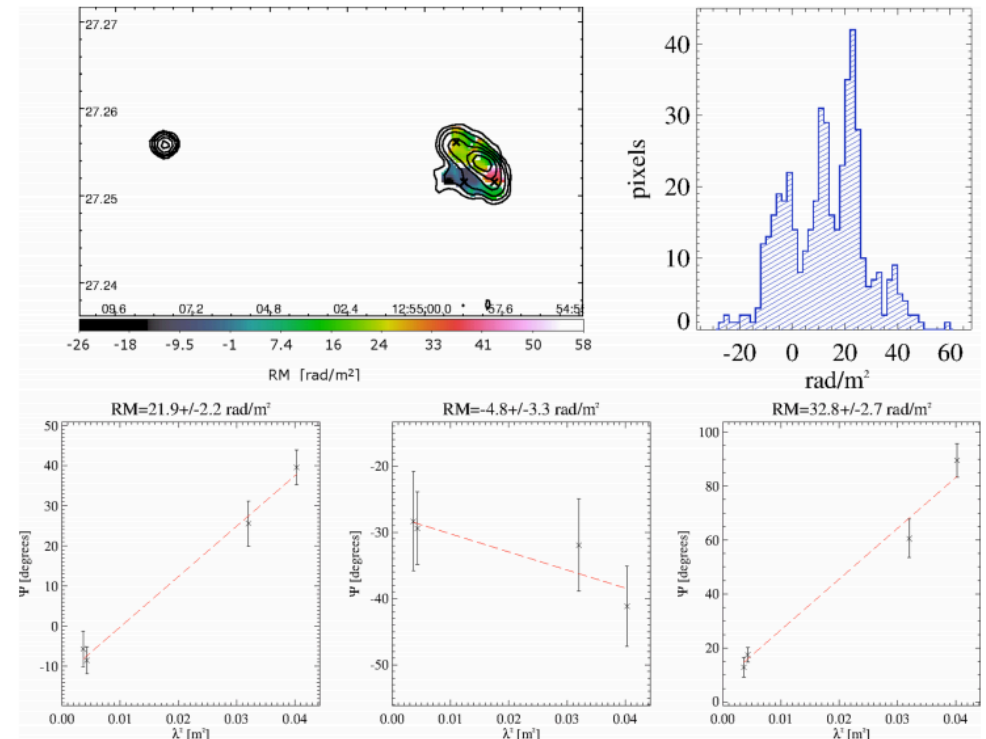 27.27
27.26
27.25
27.24
09.6 07.2 04.8 02.4 12:55:00.0 57.6 54:5
-26 -18 -9.5 -1 7.4 16 24 33 41 50 58
RM [rad/m²]
40
30
20
10
0
pixels
-20 0 20 40 60
rad/m²
RM=21.9+/-2.2 rad/m²
50
40
30
20
10
0
-10
Ψ [degrees]
0.00 0.01 0.02 0.03 0.04
λ² [m²]
RM=-4.8+/-3.3 rad/m²
-20
-30
-40
-50
Ψ [degrees]
0.00 0.01 0.02 0.03 0.04
λ² [m²]
RM=32.8+/-2.7 rad/m²
100
80
60
40
20
0
Ψ [degrees]
0.00 0.01 0.02 0.03 0.04
λ² [m²]